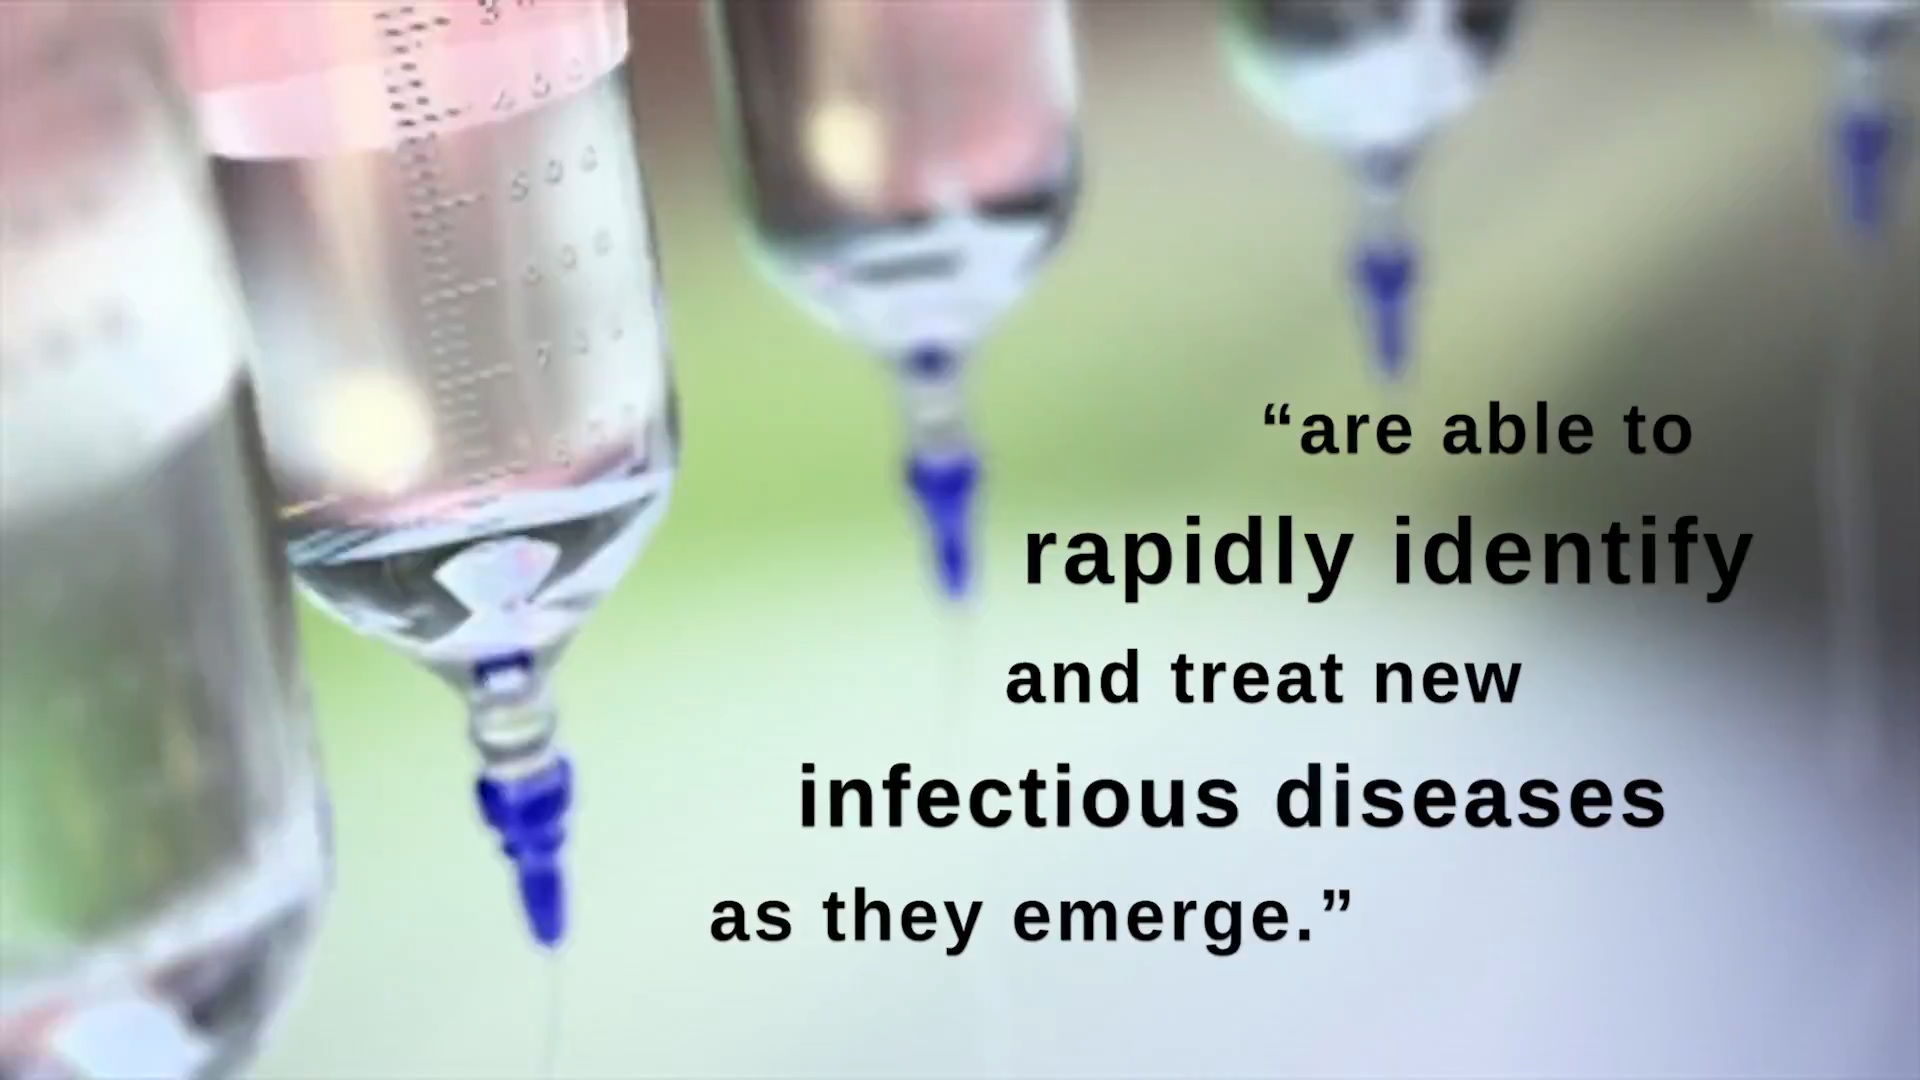 “are able to
rapidly identify
and treat new
infectious diseases
as they emerge.”